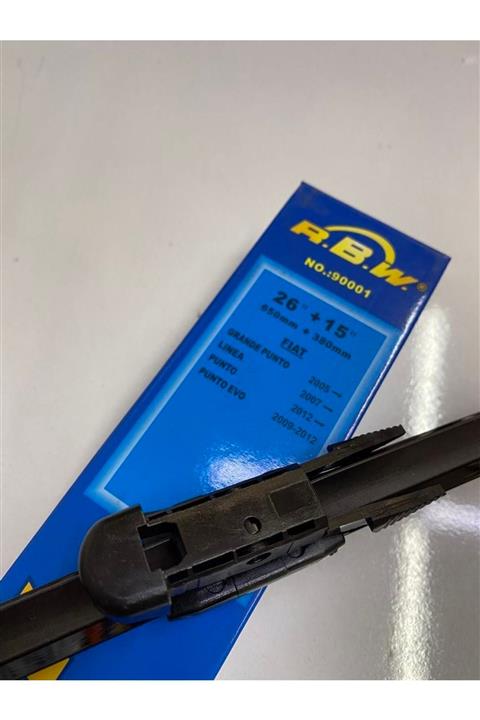 R.B.W.®
NO.:90001
26" + 15"
650mm + 380mm
FIAT
GRANDE PUNTO 2005 →
LINEA 2007 →
PUNTO 2012 →
PUNTO EVO 2009-2012